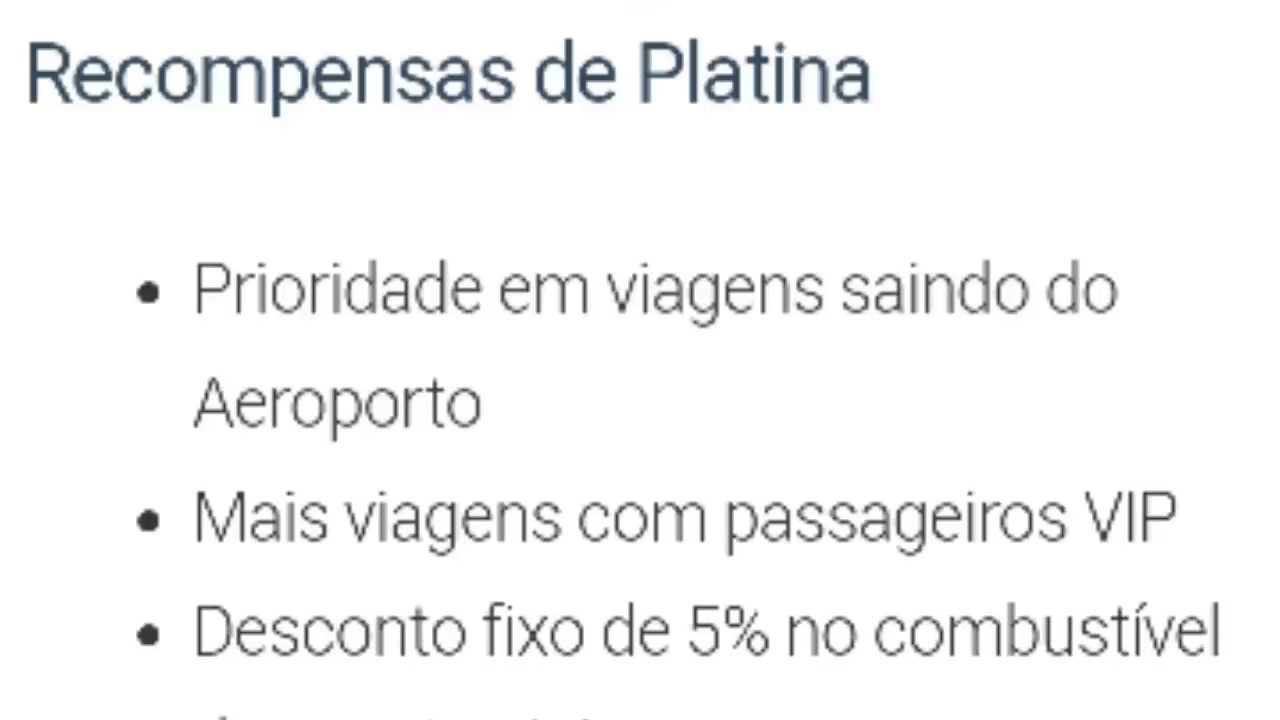 Recompensas de Platina
• Prioridade em viagens saindo do
Aeroporto
• Mais viagens com passageiros VIP
• Desconto fixo de 5% no combustível